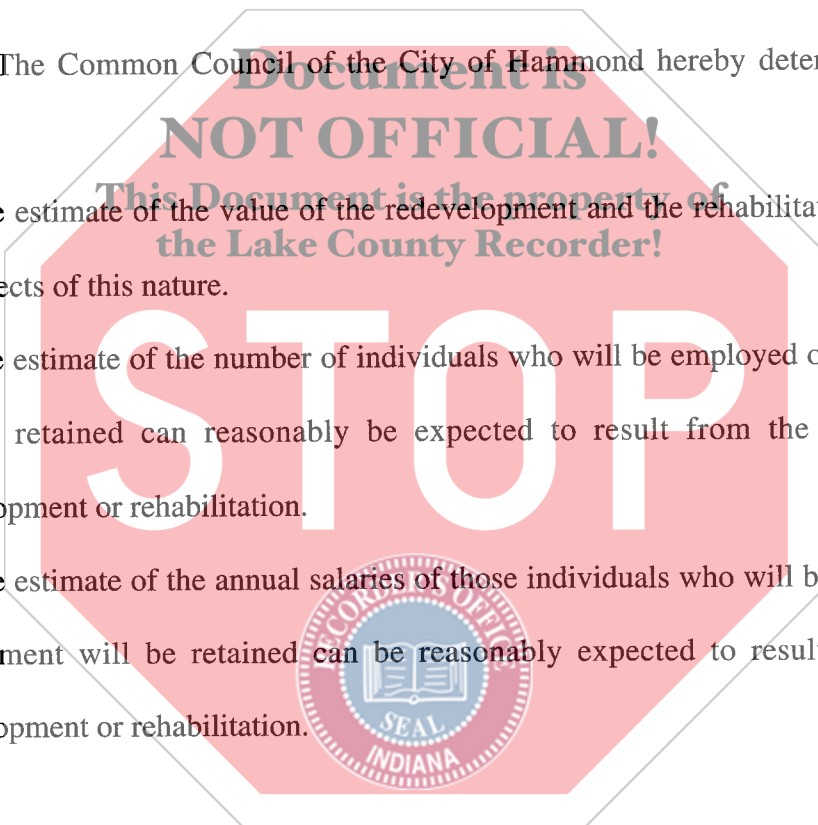 The Common Council of the City of Hammond hereby deter
Document is
NOT OFFICIAL!
This Document is the property of
e estimate of the value of the redevelopment and the rehabilita
the Lake County Recorder!
ects of this nature.
e estimate of the number of individuals who will be employed o
STOP
retained can reasonably be expected to result from the
opment or rehabilitation.
e estimate of the annual salaries of those individuals who will b
RECORDER'S OFFICE
ment will be retained can be reasonably expected to resul
SEAL
opment or rehabilitation.
INDIANA